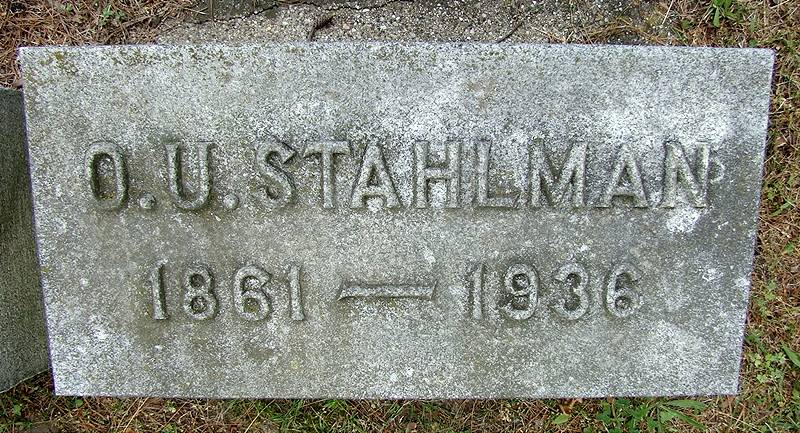 O.U. STAHLMAN
1861 — 1936